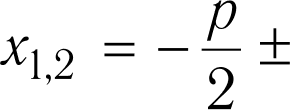 x₁,₂ = − p/2 ±